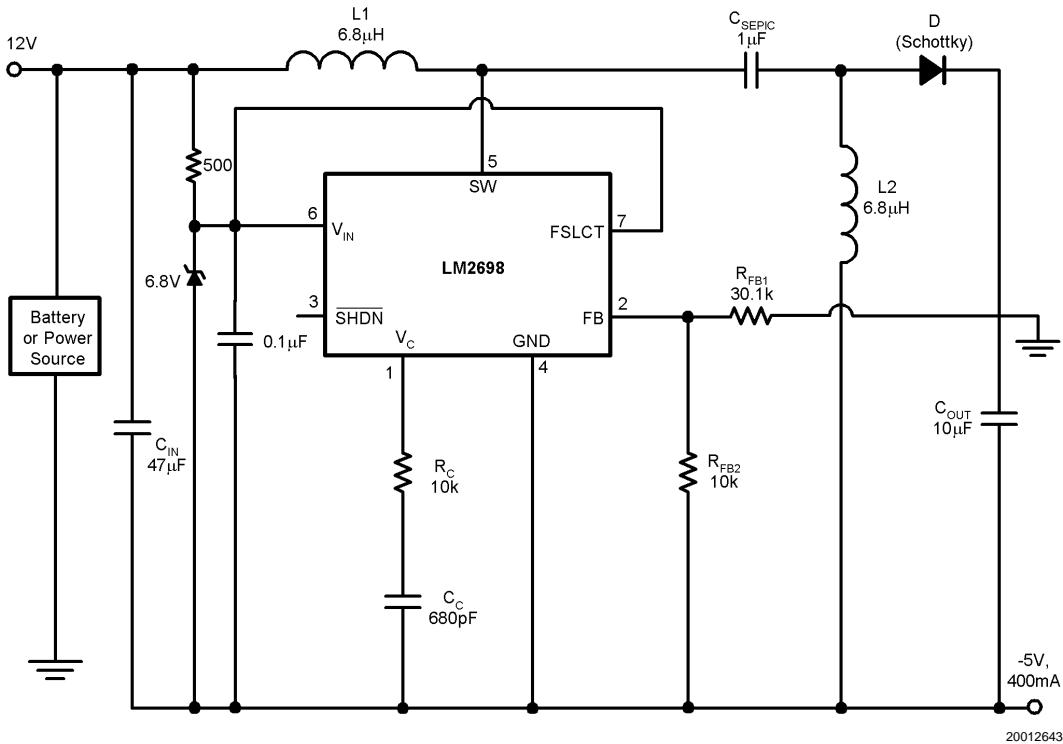 12V
L1
6.8μH
C_SEPIC
1μF
D
(Schottky)
500
5
SW
6
V_IN
7
FSLCT
L2
6.8μH
LM2698
6.8V
3
SHDN
2
FB
R_FB1
30.1k
Battery
or Power
Source
0.1μF
V_C
GND
1
4
C_IN
47μF
R_C
10k
R_FB2
10k
C_OUT
10μF
C_C
680pF
-5V,
400mA
20012643